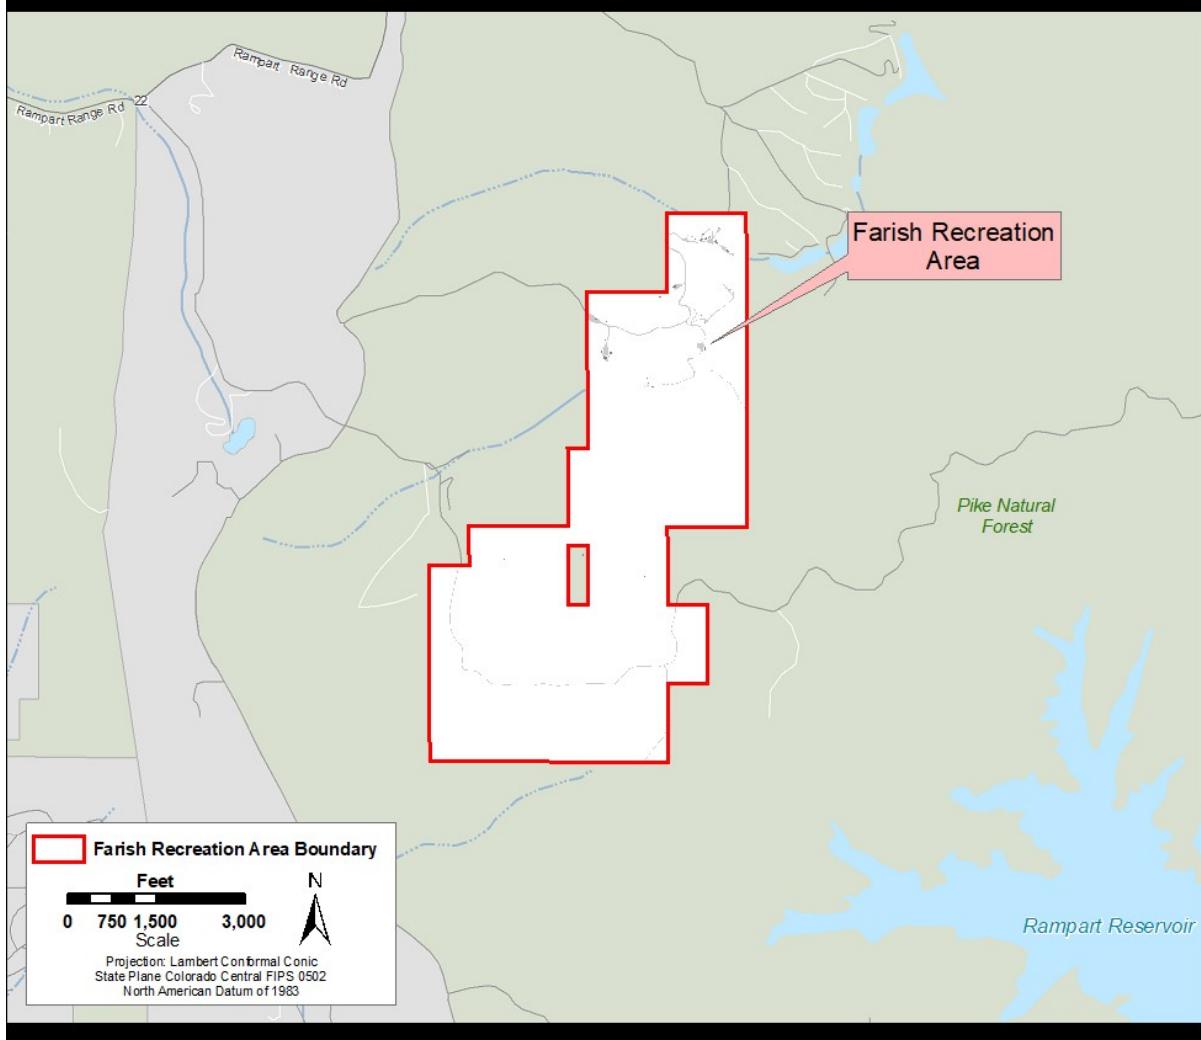 Rampart Range Rd
22
Rampart Range Rd
Farish Recreation
Area
Pike Natural
Forest
Rampart Reservoir
Farish Recreation Area Boundary
Feet
N
0 750 1,500 3,000
Scale
Projection: Lambert Conformal Conic
State Plane Colorado Central FIPS 0502
North American Datum of 1983